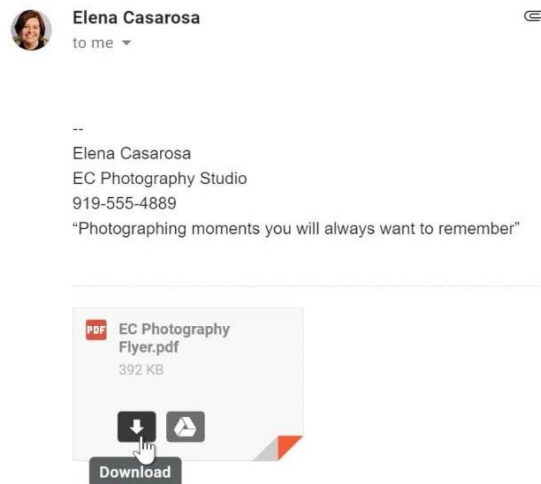 Elena Casarosa
to me
--
Elena Casarosa
EC Photography Studio
919-555-4889
“Photographing moments you will always want to remember”
PDF
EC Photography
Flyer.pdf
392 KB
Download